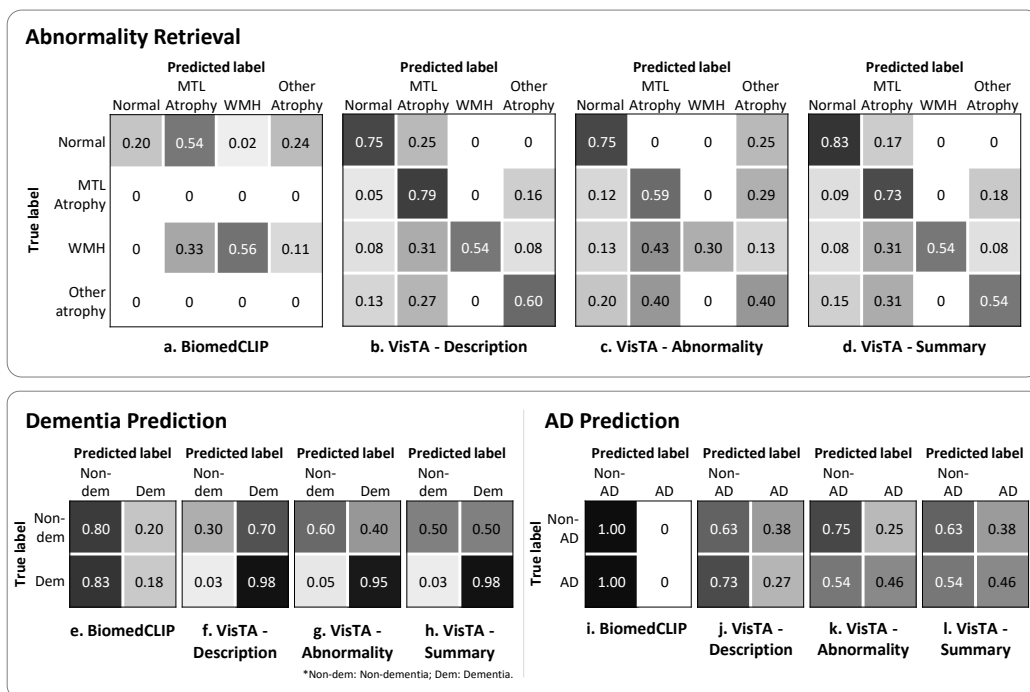 Abnormality Retrieval
Predicted label Predicted label Predicted label Predicted label
MTL Other MTL Other MTL Other MTL Other
Normal Atrophy WMH Atrophy Normal Atrophy WMH Atrophy Normal Atrophy WMH Atrophy Normal Atrophy WMH Atrophy
True label
Normal 0.20 0.54 0.02 0.24 0.75 0.25 0 0 0.75 0 0 0.25 0.83 0.17 0 0
MTL
Atrophy 0 0 0 0 0.05 0.79 0 0.16 0.12 0.59 0 0.29 0.09 0.73 0 0.18
WMH 0 0.33 0.56 0.11 0.08 0.31 0.54 0.08 0.13 0.43 0.30 0.13 0.08 0.31 0.54 0.08
Other
atrophy 0 0 0 0 0.13 0.27 0 0.60 0.20 0.40 0 0.40 0.15 0.31 0 0.54
a. BiomedCLIP b. VisTA - Description c. VisTA - Abnormality d. VisTA - Summary
Dementia Prediction
Predicted label Predicted label Predicted label Predicted label
Non- Non- Non- Non-
dem Dem dem Dem dem Dem dem Dem
True label
Non-
dem 0.80 0.20 0.30 0.70 0.60 0.40 0.50 0.50
Dem 0.83 0.18 0.03 0.98 0.05 0.95 0.03 0.98
e. BiomedCLIP f. VisTA - g. VisTA - h. VisTA -
Description Abnormality Summary
*Non-dem: Non-dementia; Dem: Dementia.
AD Prediction
Predicted label Predicted label Predicted label Predicted label
Non- Non- Non- Non-
AD AD AD AD AD AD AD AD
True label
Non-
AD 1.00 0 0.63 0.38 0.75 0.25 0.63 0.38
AD 1.00 0 0.73 0.27 0.54 0.46 0.54 0.46
i. BiomedCLIP j. VisTA - k. VisTA - l. VisTA -
Description Abnormality Summary